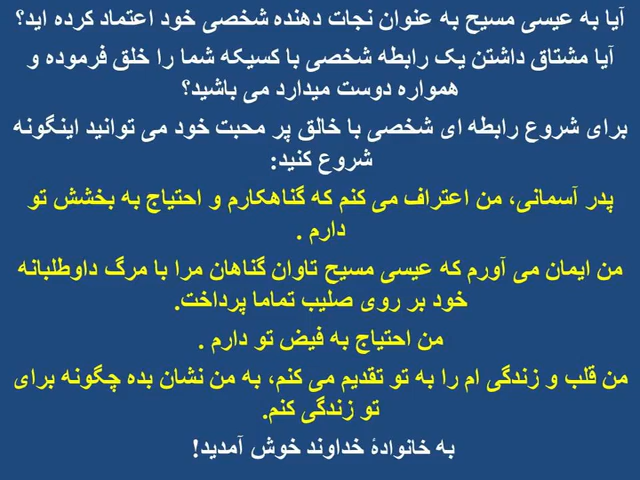 آیا به عیسی مسیح به عنوان نجات دهنده شخصی خود اعتماد کرده اید؟
آیا مشتاق داشتن یک رابطه شخصی با کسیکه شما را خلق فرموده و
همواره دوست میدارد می باشید؟
برای شروع رابطه ای شخصی با خالق پر محبت خود می توانید اینگونه
شروع کنید:
پدر آسمانی، من اعتراف می کنم که گناهکارم و احتیاج به بخشش تو
دارم .
من ایمان می آورم که عیسی مسیح تاوان گناهان مرا با مرگ داوطلبانه
خود بر روی صلیب تماما پرداخت.
من احتیاج به فیض تو دارم .
من قلب و زندگی ام را به تو تقدیم می کنم، به من نشان بده چگونه برای
تو زندگی کنم.
به خانوادهٔ خداوند خوش آمدید!